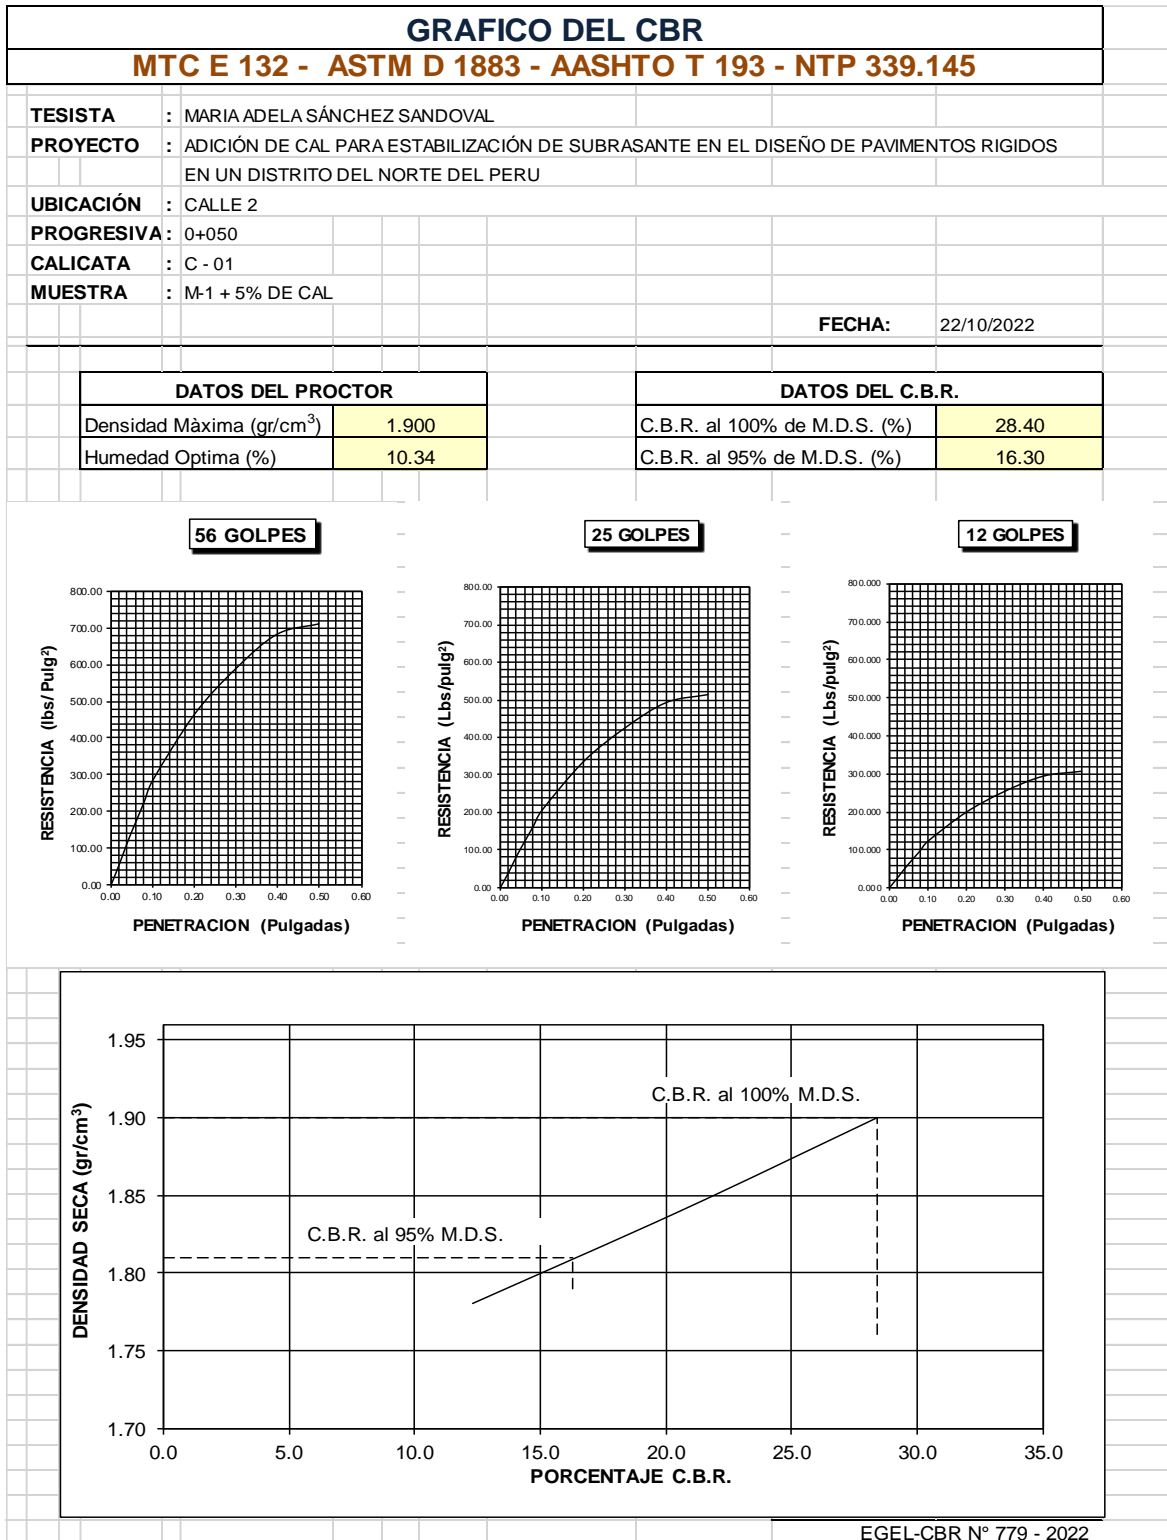 GRAFICO DEL CBR
MTC E 132 - ASTM D 1883 - AASHTO T 193 - NTP 339.145
TESISTA : MARIA ADELA SÁNCHEZ SANDOVAL
PROYECTO : ADICIÓN DE CAL PARA ESTABILIZACIÓN DE SUBRASANTE EN EL DISEÑO DE PAVIMENTOS RIGIDOS
EN UN DISTRITO DEL NORTE DEL PERU
UBICACIÓN : CALLE 2
PROGRESIVA : 0+050
CALICATA : C - 01
MUESTRA : M-1 + 5% DE CAL
FECHA: 22/10/2022
DATOS DEL PROCTOR
Densidad Màxima (gr/cm³) 1.900
Humedad Optima (%) 10.34
DATOS DEL C.B.R.
C.B.R. al 100% de M.D.S. (%) 28.40
C.B.R. al 95% de M.D.S. (%) 16.30
56 GOLPES
RESISTENCIA (lbs/ Pulg²)
800.00
700.00
600.00
500.00
400.00
300.00
200.00
100.00
0.00
0.00 0.10 0.20 0.30 0.40 0.50 0.60
PENETRACION (Pulgadas)
25 GOLPES
RESISTENCIA (Lbs/pulg²)
800.00
700.00
600.00
500.00
400.00
300.00
200.00
100.00
0.00
0.00 0.10 0.20 0.30 0.40 0.50 0.60
PENETRACION (Pulgadas)
12 GOLPES
RESISTENCIA (Lbs/pulg²)
800.000
700.000
600.000
500.000
400.000
300.000
200.000
100.000
0.000
0.00 0.10 0.20 0.30 0.40 0.50 0.60
PENETRACION (Pulgadas)
DENSIDAD SECA (gr/cm³)
1.95
1.90
1.85
1.80
1.75
1.70
C.B.R. al 100% M.D.S.
C.B.R. al 95% M.D.S.
0.0 5.0 10.0 15.0 20.0 25.0 30.0 35.0
PORCENTAJE C.B.R.
EGEL-CBR N° 779 - 2022